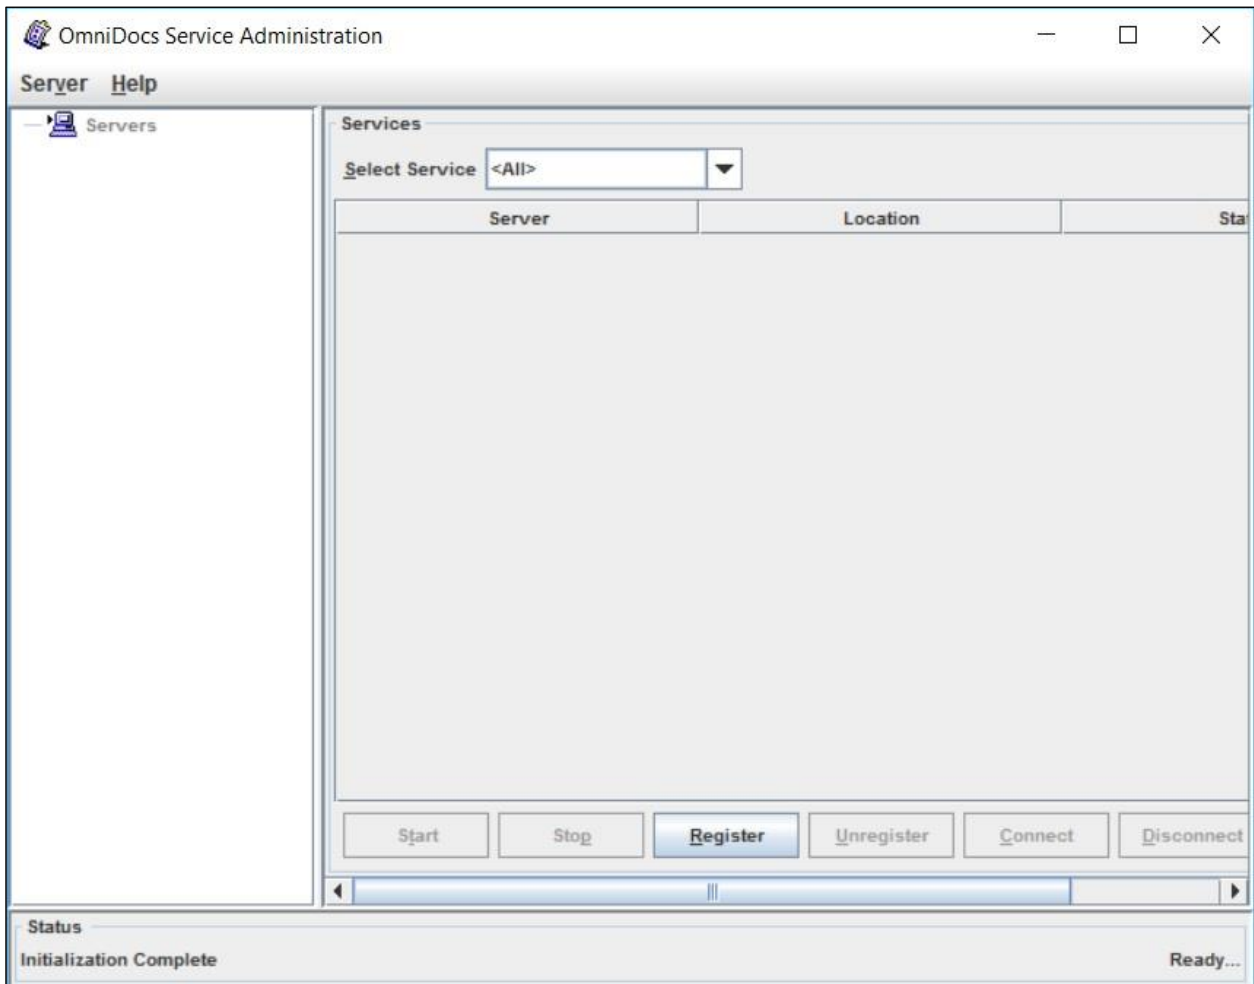 OmniDocs Service Administration
Server Help
Servers
Services
Select Service <All>
Server Location Stat
Start Stop Register Unregister Connect Disconnect
Status
Initialization Complete Ready...